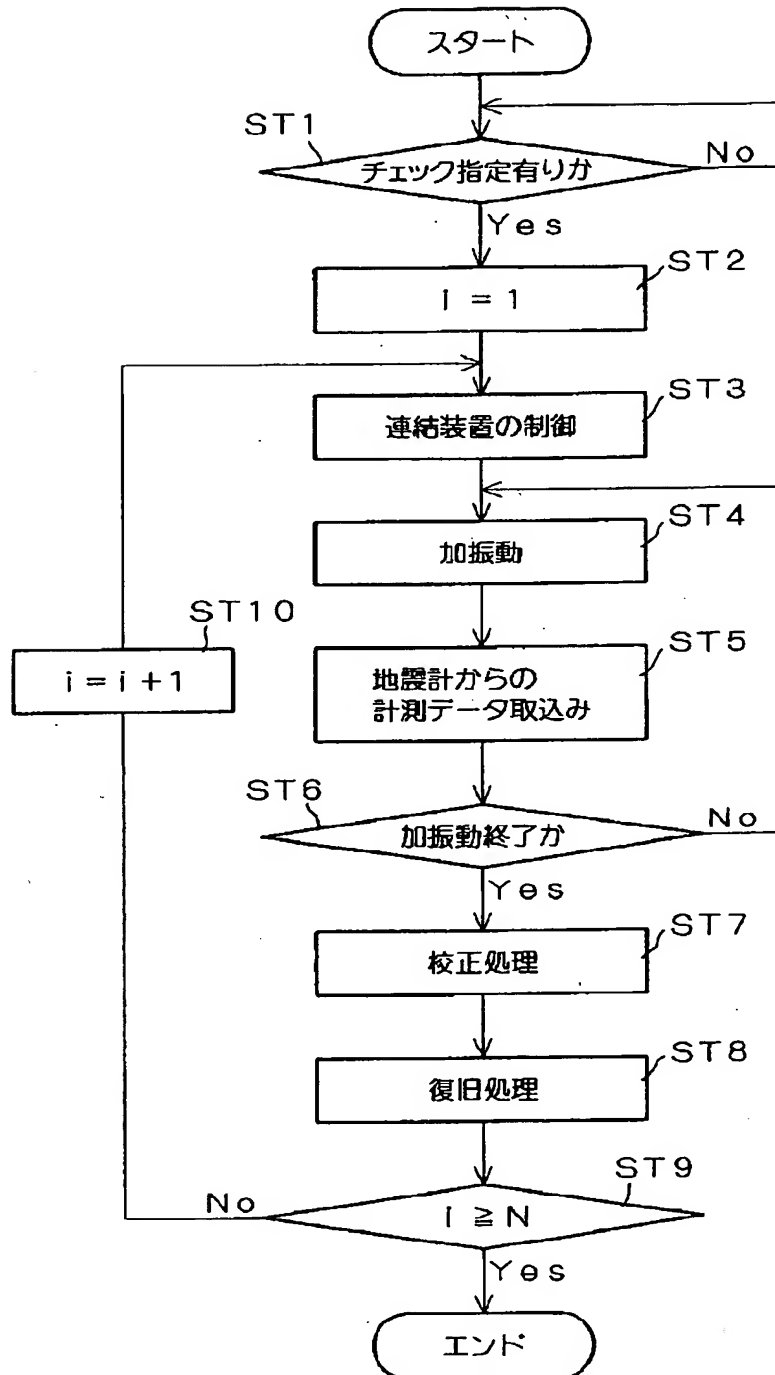 スタート
ST1
チェック指定有りか
No
Yes
ST2
i = 1
ST3
連結装置の制御
ST4
加振動
ST10
i = i + 1
ST5
地震計からの
計測データ取込み
ST6
加振動終了か
No
Yes
ST7
校正処理
ST8
復旧処理
ST9
No
i ≧ N
Yes
エンド